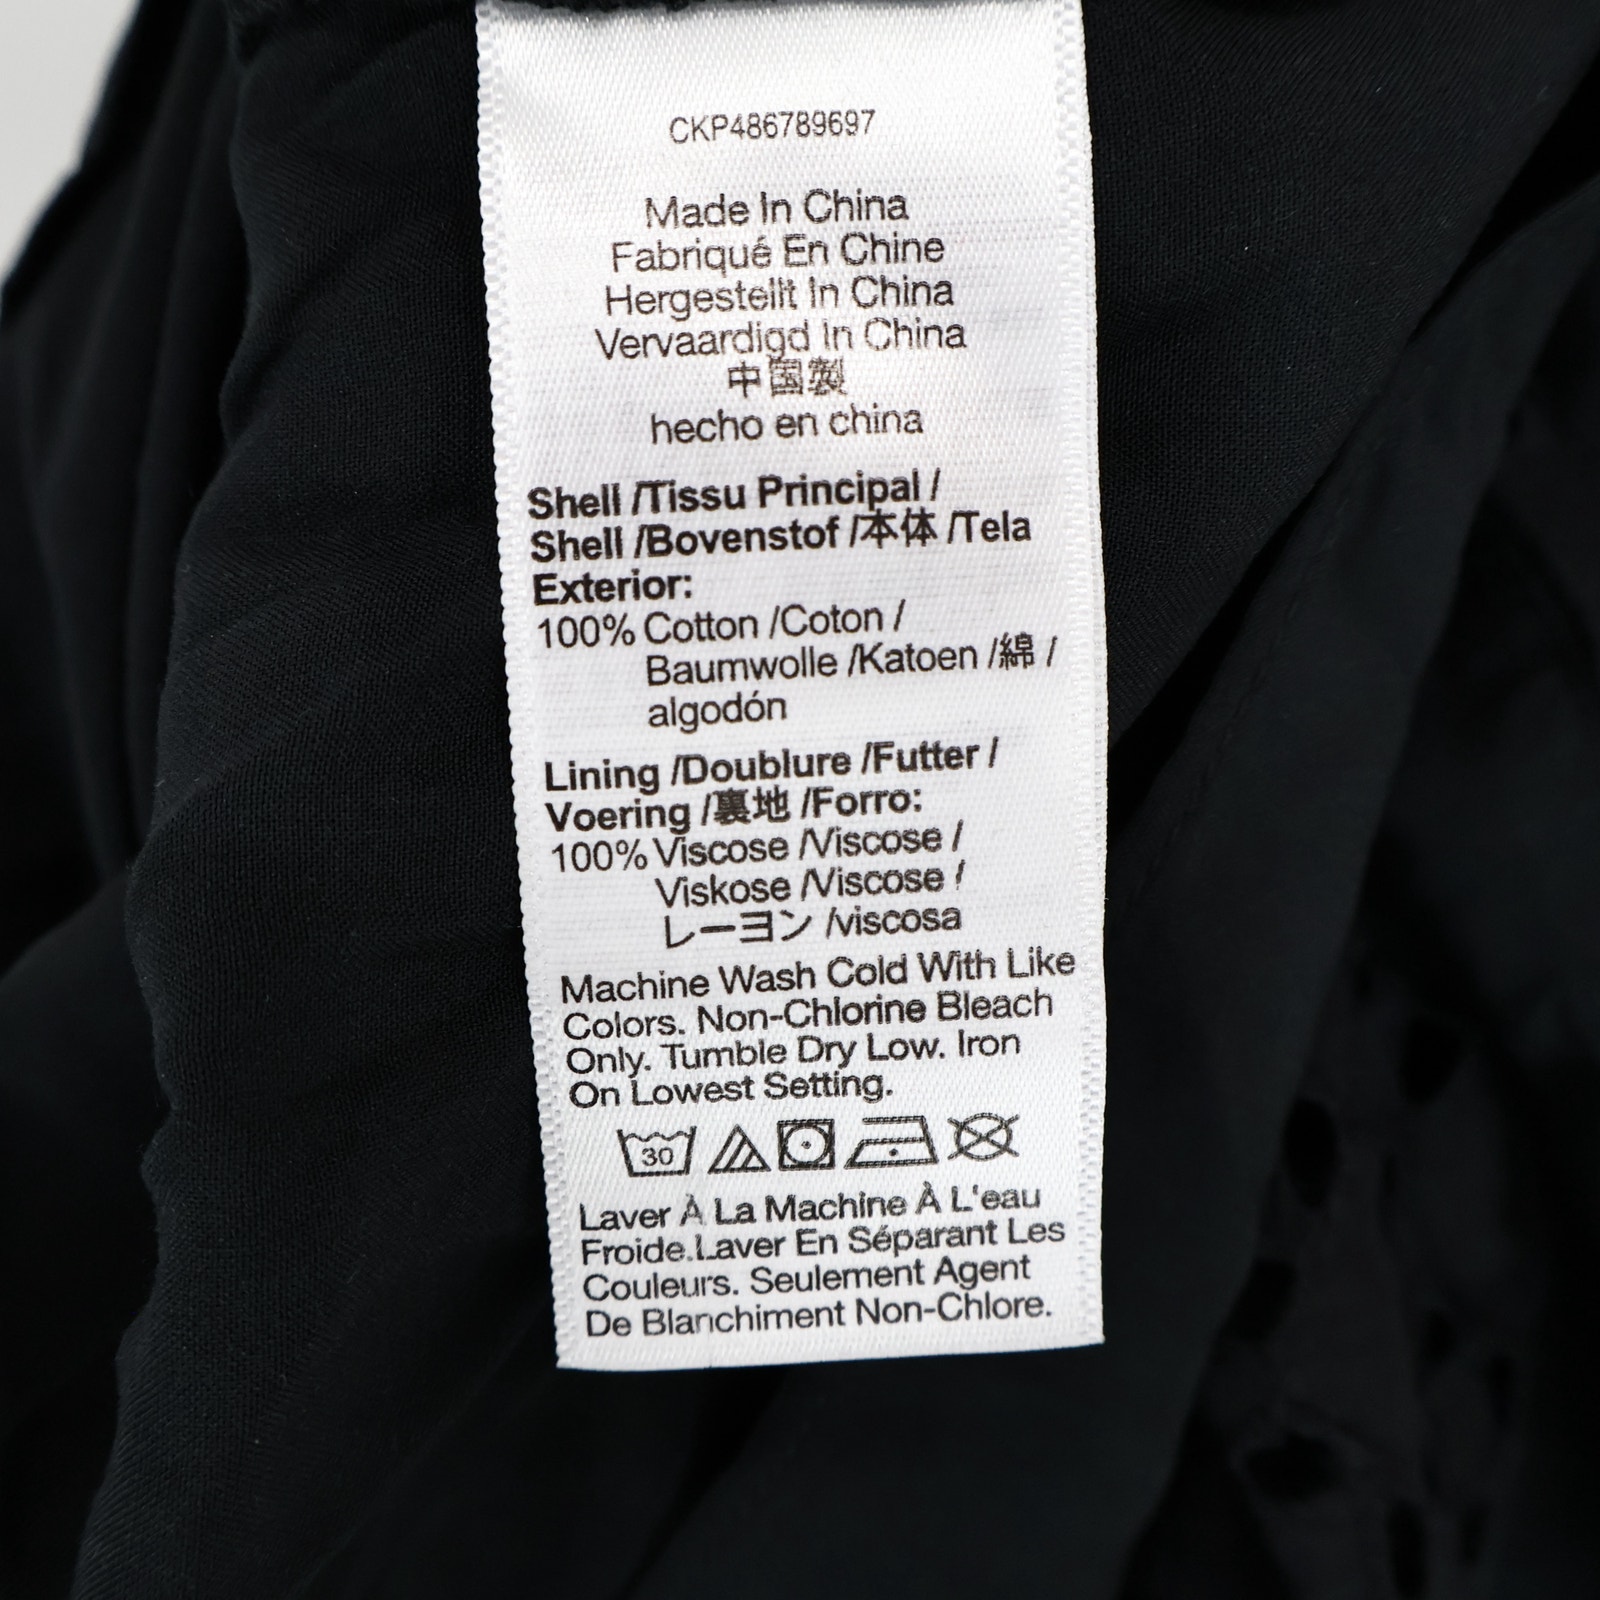 CKP486789697
Made In China
Fabriqué En Chine
Hergestellt In China
Vervaardigd In China
中国製
hecho en china
Shell /Tissu Principal /
Shell /Bovenstof /本体 /Tela
Exterior:
100% Cotton /Coton /
Baumwolle /Katoen /綿 /
algodón
Lining /Doublure /Futter /
Voering /裏地 /Forro:
100% Viscose /Viscose /
Viskose /Viscose /
レーヨン /viscosa
Machine Wash Cold With Like
Colors. Non-Chlorine Bleach
Only. Tumble Dry Low. Iron
On Lowest Setting.
30
Laver À La Machine À L'eau
Froide.Laver En Séparant Les
Couleurs. Seulement Agent
De Blanchiment Non-Chlore.